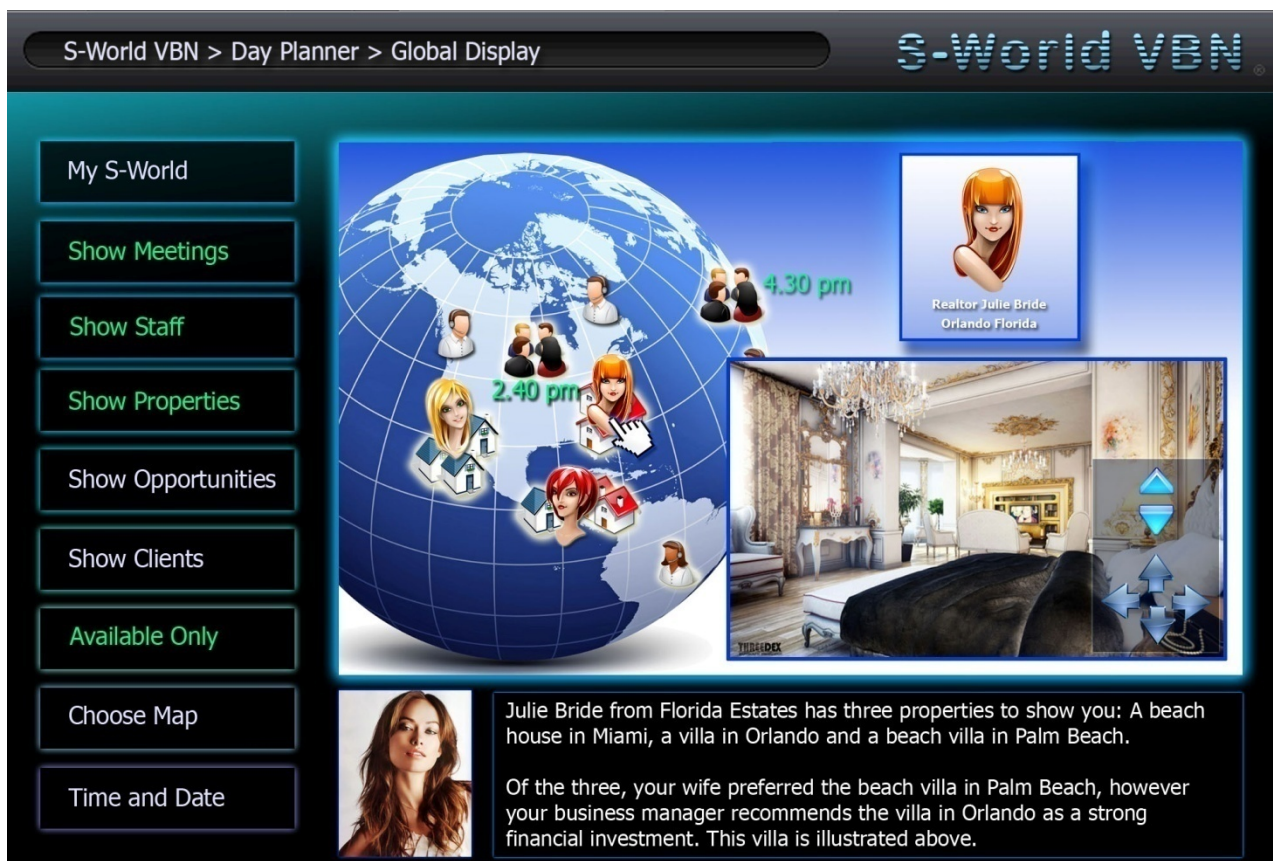 S-World VBN > Day Planner > Global Display
S-World VBN
My S-World
Show Meetings
Show Staff
Show Properties
Show Opportunities
Show Clients
Available Only
Choose Map
Time and Date
4.30 pm
2.40 pm
Realtor Julie Bride
Orlando Florida
THREEDEX
Julie Bride from Florida Estates has three properties to show you: A beach
house in Miami, a villa in Orlando and a beach villa in Palm Beach.
Of the three, your wife preferred the beach villa in Palm Beach, however
your business manager recommends the villa in Orlando as a strong
financial investment. This villa is illustrated above.